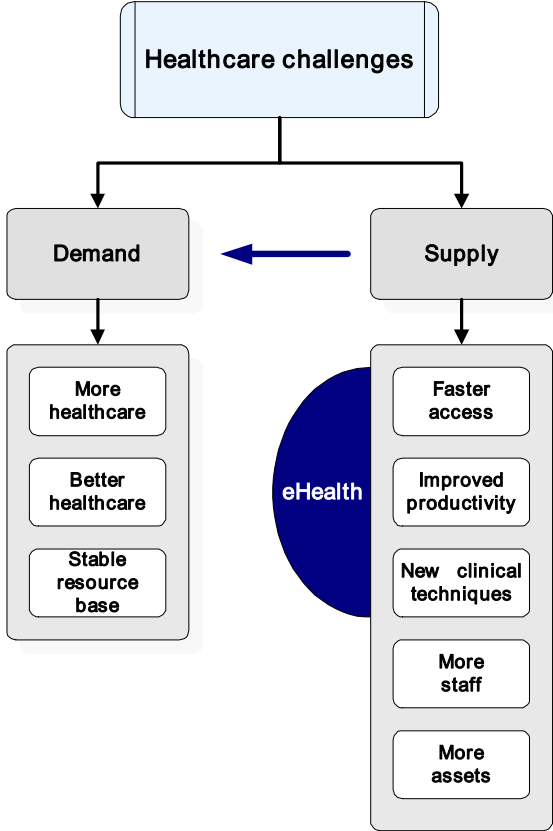 Healthcare challenges
Demand
Supply
More
healthcare
Better
healthcare
Stable
resource
base
eHealth
Faster
access
Improved
productivity
New clinical
techniques
More
staff
More
assets